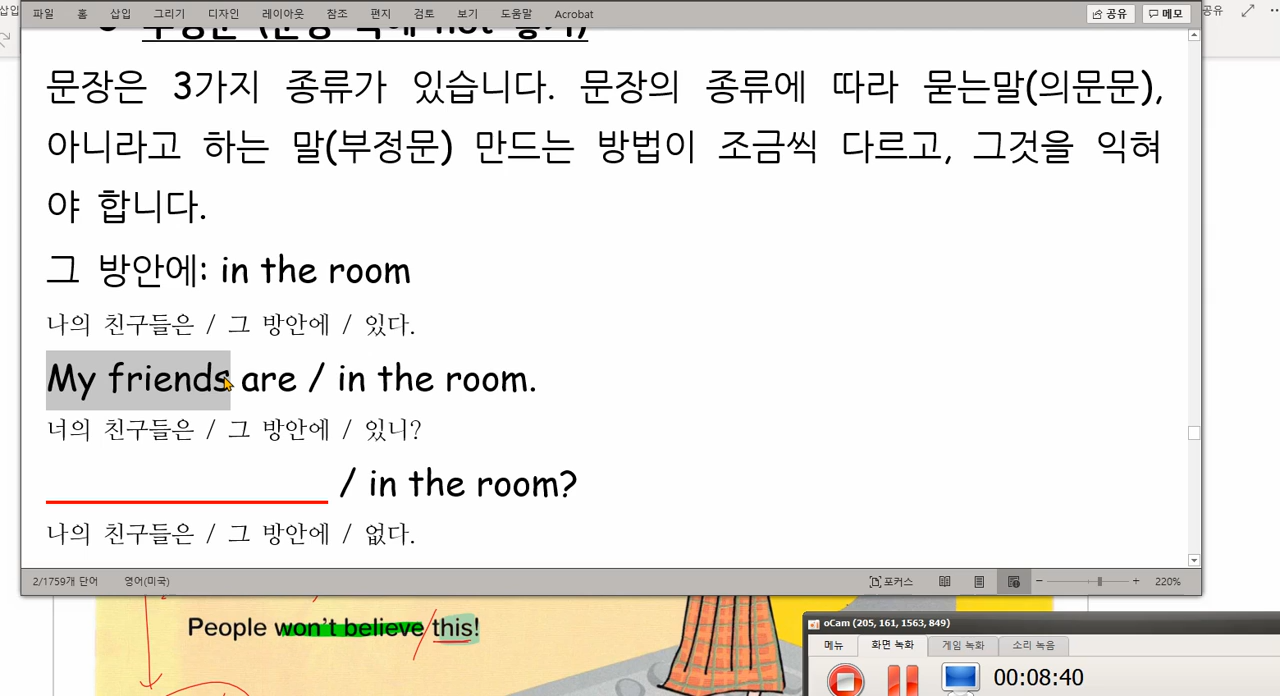 삽입
파일 홈 삽입 그리기 디자인 레이아웃 참조 편지 검토 보기 도움말 Acrobat 공유 메모 공유
문장은 3가지 종류가 있습니다. 문장의 종류에 따라 묻는말(의문문),
아니라고 하는 말(부정문) 만드는 방법이 조금씩 다르고, 그것을 익혀
야 합니다.
그 방안에: in the room
나의 친구들은 / 그 방안에 / 있다.
My friends are / in the room.
너의 친구들은 / 그 방안에 / 있니?
/ in the room?
나의 친구들은 / 그 방안에 / 없다.
2/1759개 단어 영어(미국) 포커스 220%
People won't believe this!
oCam (205, 161, 1563, 849)
메뉴 화면 녹화 게임 녹화 소리 녹음
00:08:40